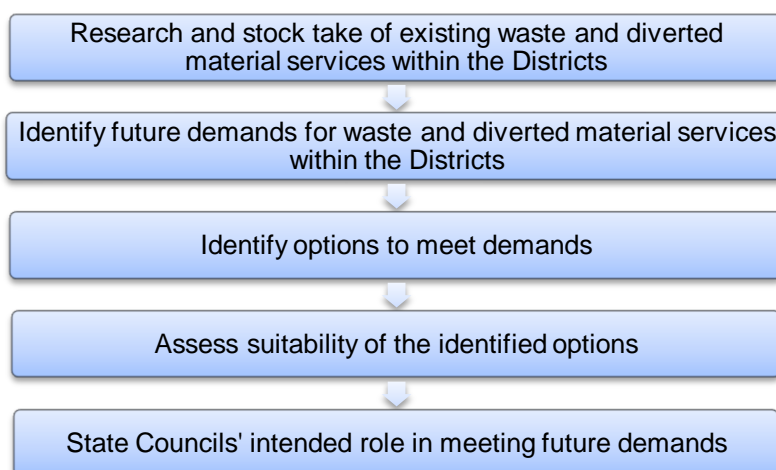 Research and stock take of existing waste and diverted
material services within the Districts
Identify future demands for waste and diverted material services
within the Districts
Identify options to meet demands
Assess suitability of the identified options
State Councils' intended role in meeting future demands